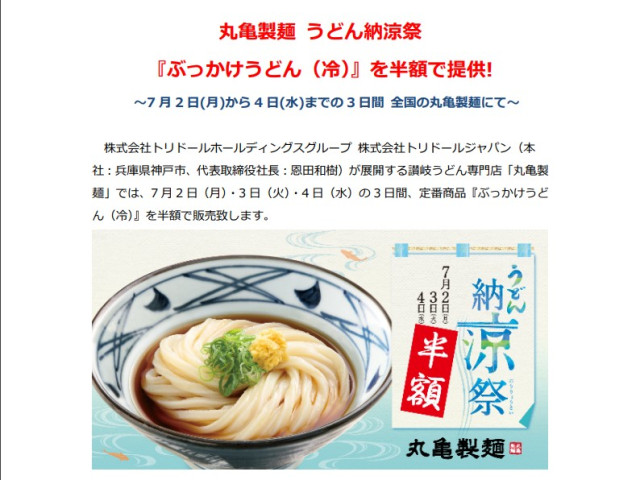 丸亀製麺 うどん納涼祭
『ぶっかけうどん（冷）』を半額で提供!
～7月2日(月)から4日(水)までの3日間 全国の丸亀製麺にて～
株式会社トリドールホールディングスグループ 株式会社トリドールジャパン（本
社：兵庫県神戸市、代表取締役社長：恩田和樹）が展開する讃岐うどん専門店「丸亀製
麺」では、7月2日（月）・3日（火）・4日（水）の3日間、定番商品『ぶっかけうど
ん（冷）』を半額で販売致します。
うどん
納涼祭
7月2日(月)
3日(火)
4日(水)
半額
丸亀製麺